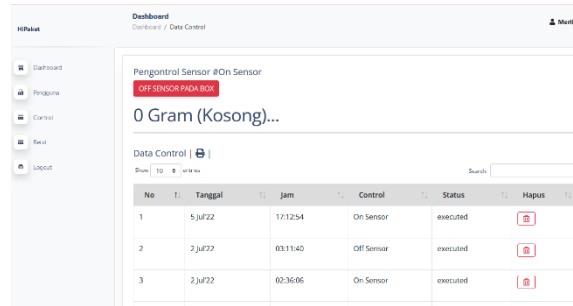 Dashboard
Dashboard / Data Control
HiPaket
Dashboard
Pengguna
Control
Berat
Logout
Pengontrol Sensor #On Sensor
OFF SENSOR PADA BOX
0 Gram (Kosong)...
Data Control | |
Show 10 entries
Search:
No Tanggal Jam Control Status Hapus
1 5 Jul'22 17:12:54 On Sensor executed
2 2 Jul'22 03:11:40 Off Sensor executed
3 2 Jul'22 02:36:06 On Sensor executed